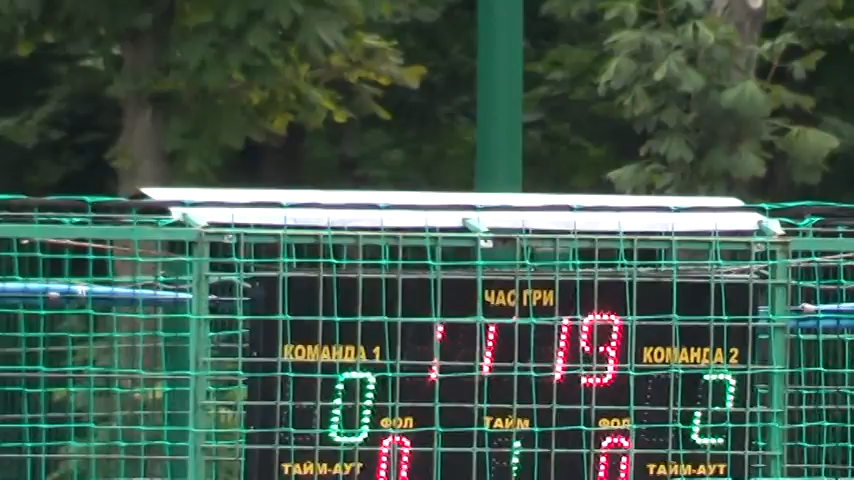 ЧАС ГРИ
11 19
КОМАНДА 1 КОМАНДА 2
0 2
ФОЛ ТАЙМ ФОЛ
0 1 0
ТАЙМ-АУТ ТАЙМ-АУТ